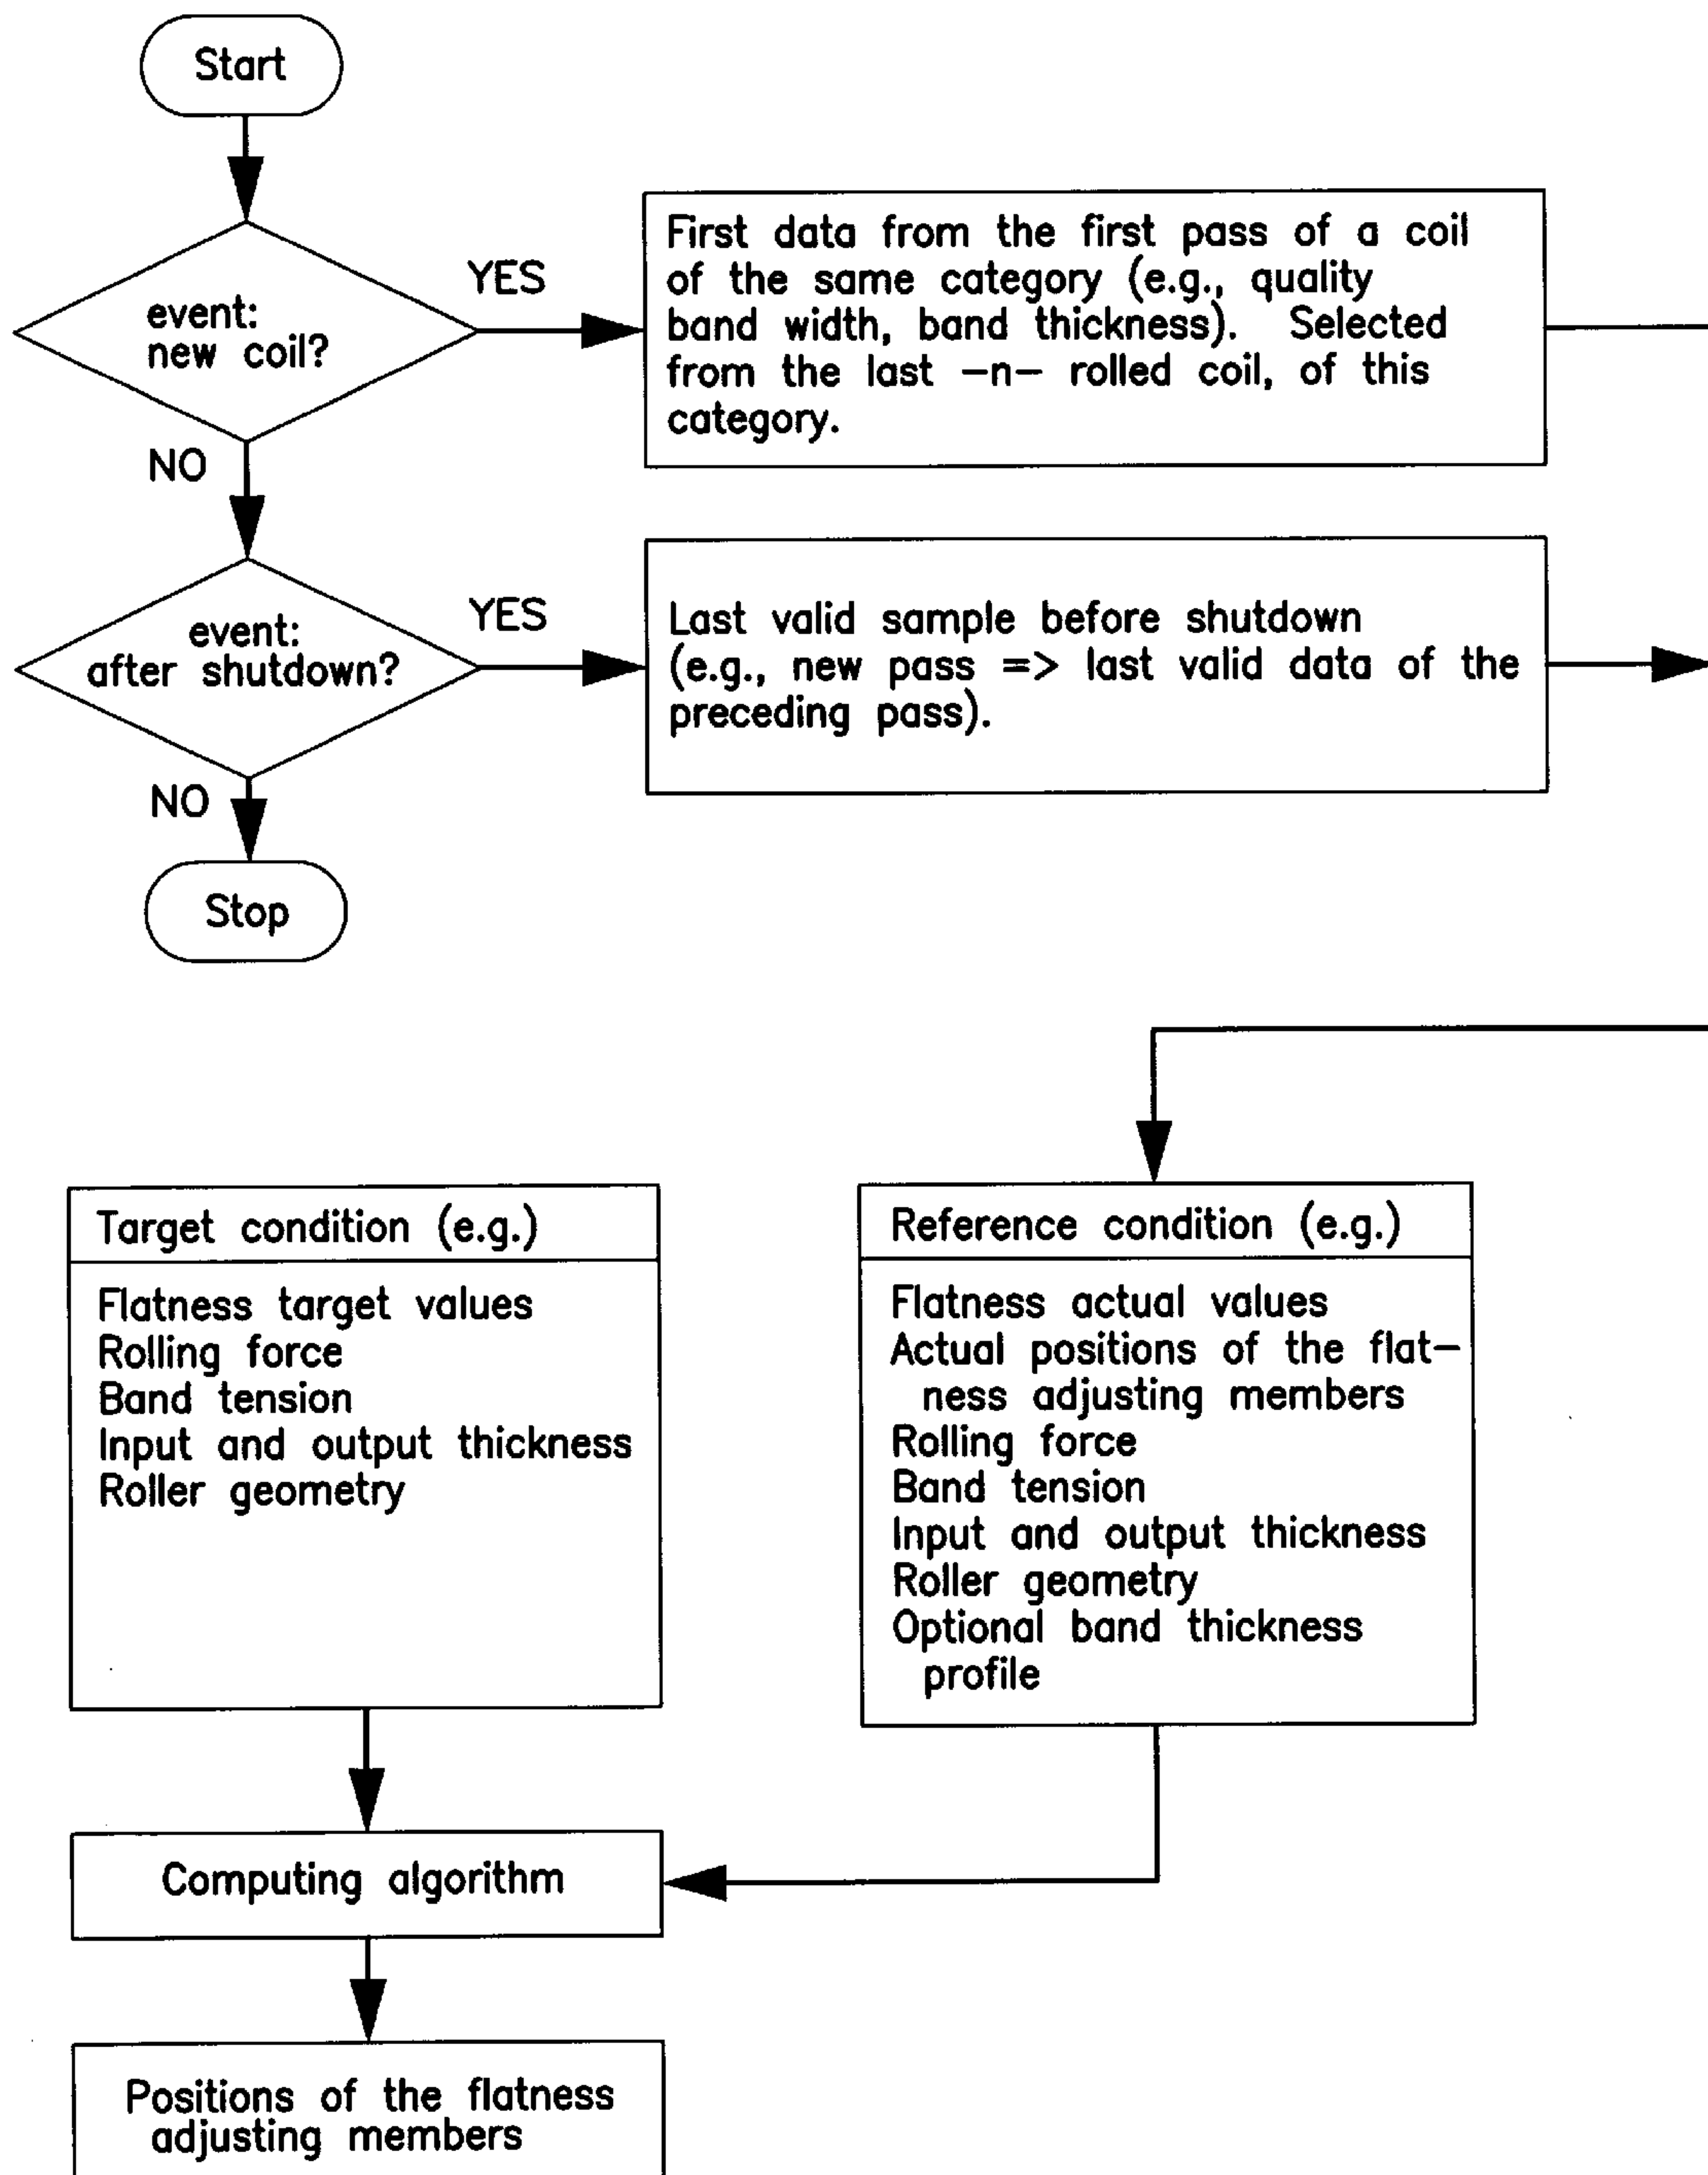 Start
event:
new coil?
YES
First data from the first pass of a coil
of the same category (e.g., quality
band width, band thickness). Selected
from the last –n– rolled coil, of this
category.
NO
event:
after shutdown?
YES
Last valid sample before shutdown
(e.g., new pass => last valid data of the
preceding pass).
NO
Stop
Target condition (e.g.)
Flatness target values
Rolling force
Band tension
Input and output thickness
Roller geometry
Reference condition (e.g.)
Flatness actual values
Actual positions of the flat–
ness adjusting members
Rolling force
Band tension
Input and output thickness
Roller geometry
Optional band thickness
profile
Computing algorithm
Positions of the flatness
adjusting members